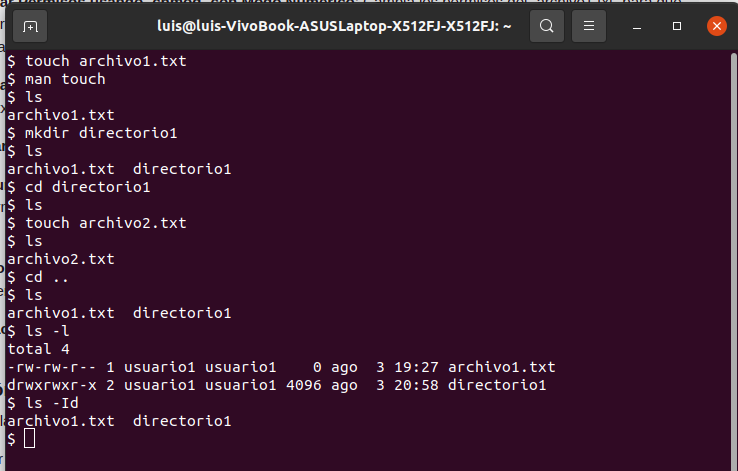 luis@luis-VivoBook-ASUSLaptop-X512FJ-X512FJ: ~
$ touch archivo1.txt
$ man touch
$ ls
archivo1.txt
$ mkdir directorio1
$ ls
archivo1.txt  directorio1
$ cd directorio1
$ ls
$ touch archivo2.txt
$ ls
archivo2.txt
$ cd ..
$ ls
archivo1.txt  directorio1
$ ls -l
total 4
-rw-rw-r-- 1 usuario1 usuario1    0 ago  3 19:27 archivo1.txt
drwxrwxr-x 2 usuario1 usuario1 4096 ago  3 20:58 directorio1
$ ls -Id
archivo1.txt  directorio1
$